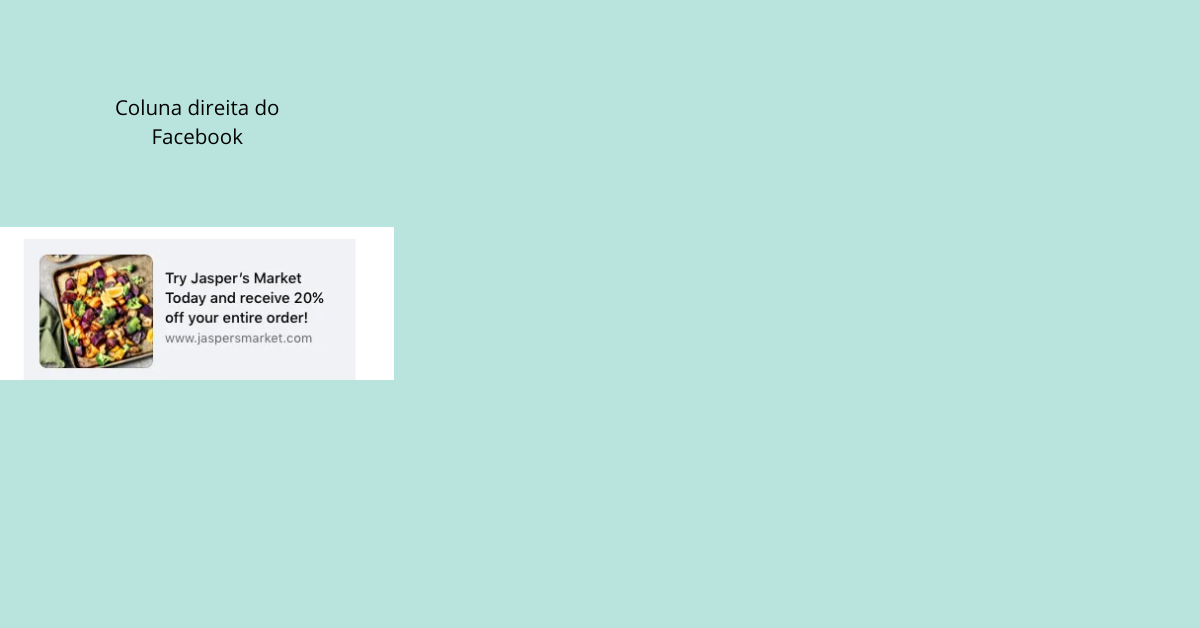 Coluna direita do
Facebook
Try Jasper's Market
Today and receive 20%
off your entire order!
www.jaspersmarket.com